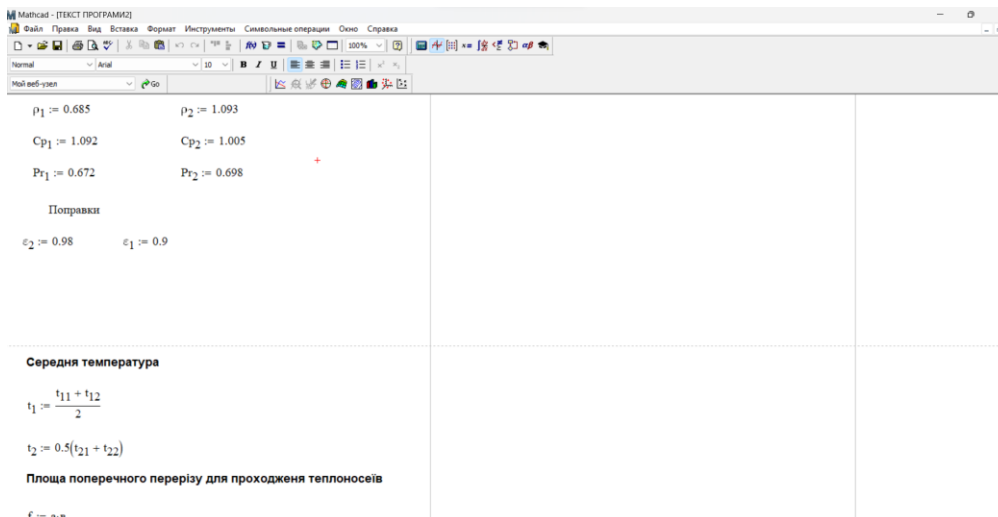 Mathcad - [ТЕКСТ ПРОГРАМИ2]
Файл Правка Вид Вставка Формат Инструменты Символьные операции Окно Справка
100%
Normal Arial 10 B I U
Мой веб-узел Go
ρ1 := 0.685 ρ2 := 1.093
Cp1 := 1.092 Cp2 := 1.005
Pr1 := 0.672 Pr2 := 0.698
Поправки
ε2 := 0.98 ε1 := 0.9
Середня температура
t1 := (t11 + t12)/2
t2 := 0.5(t21 + t22)
Площа поперечного перерізу для проходженя теплоносеїв